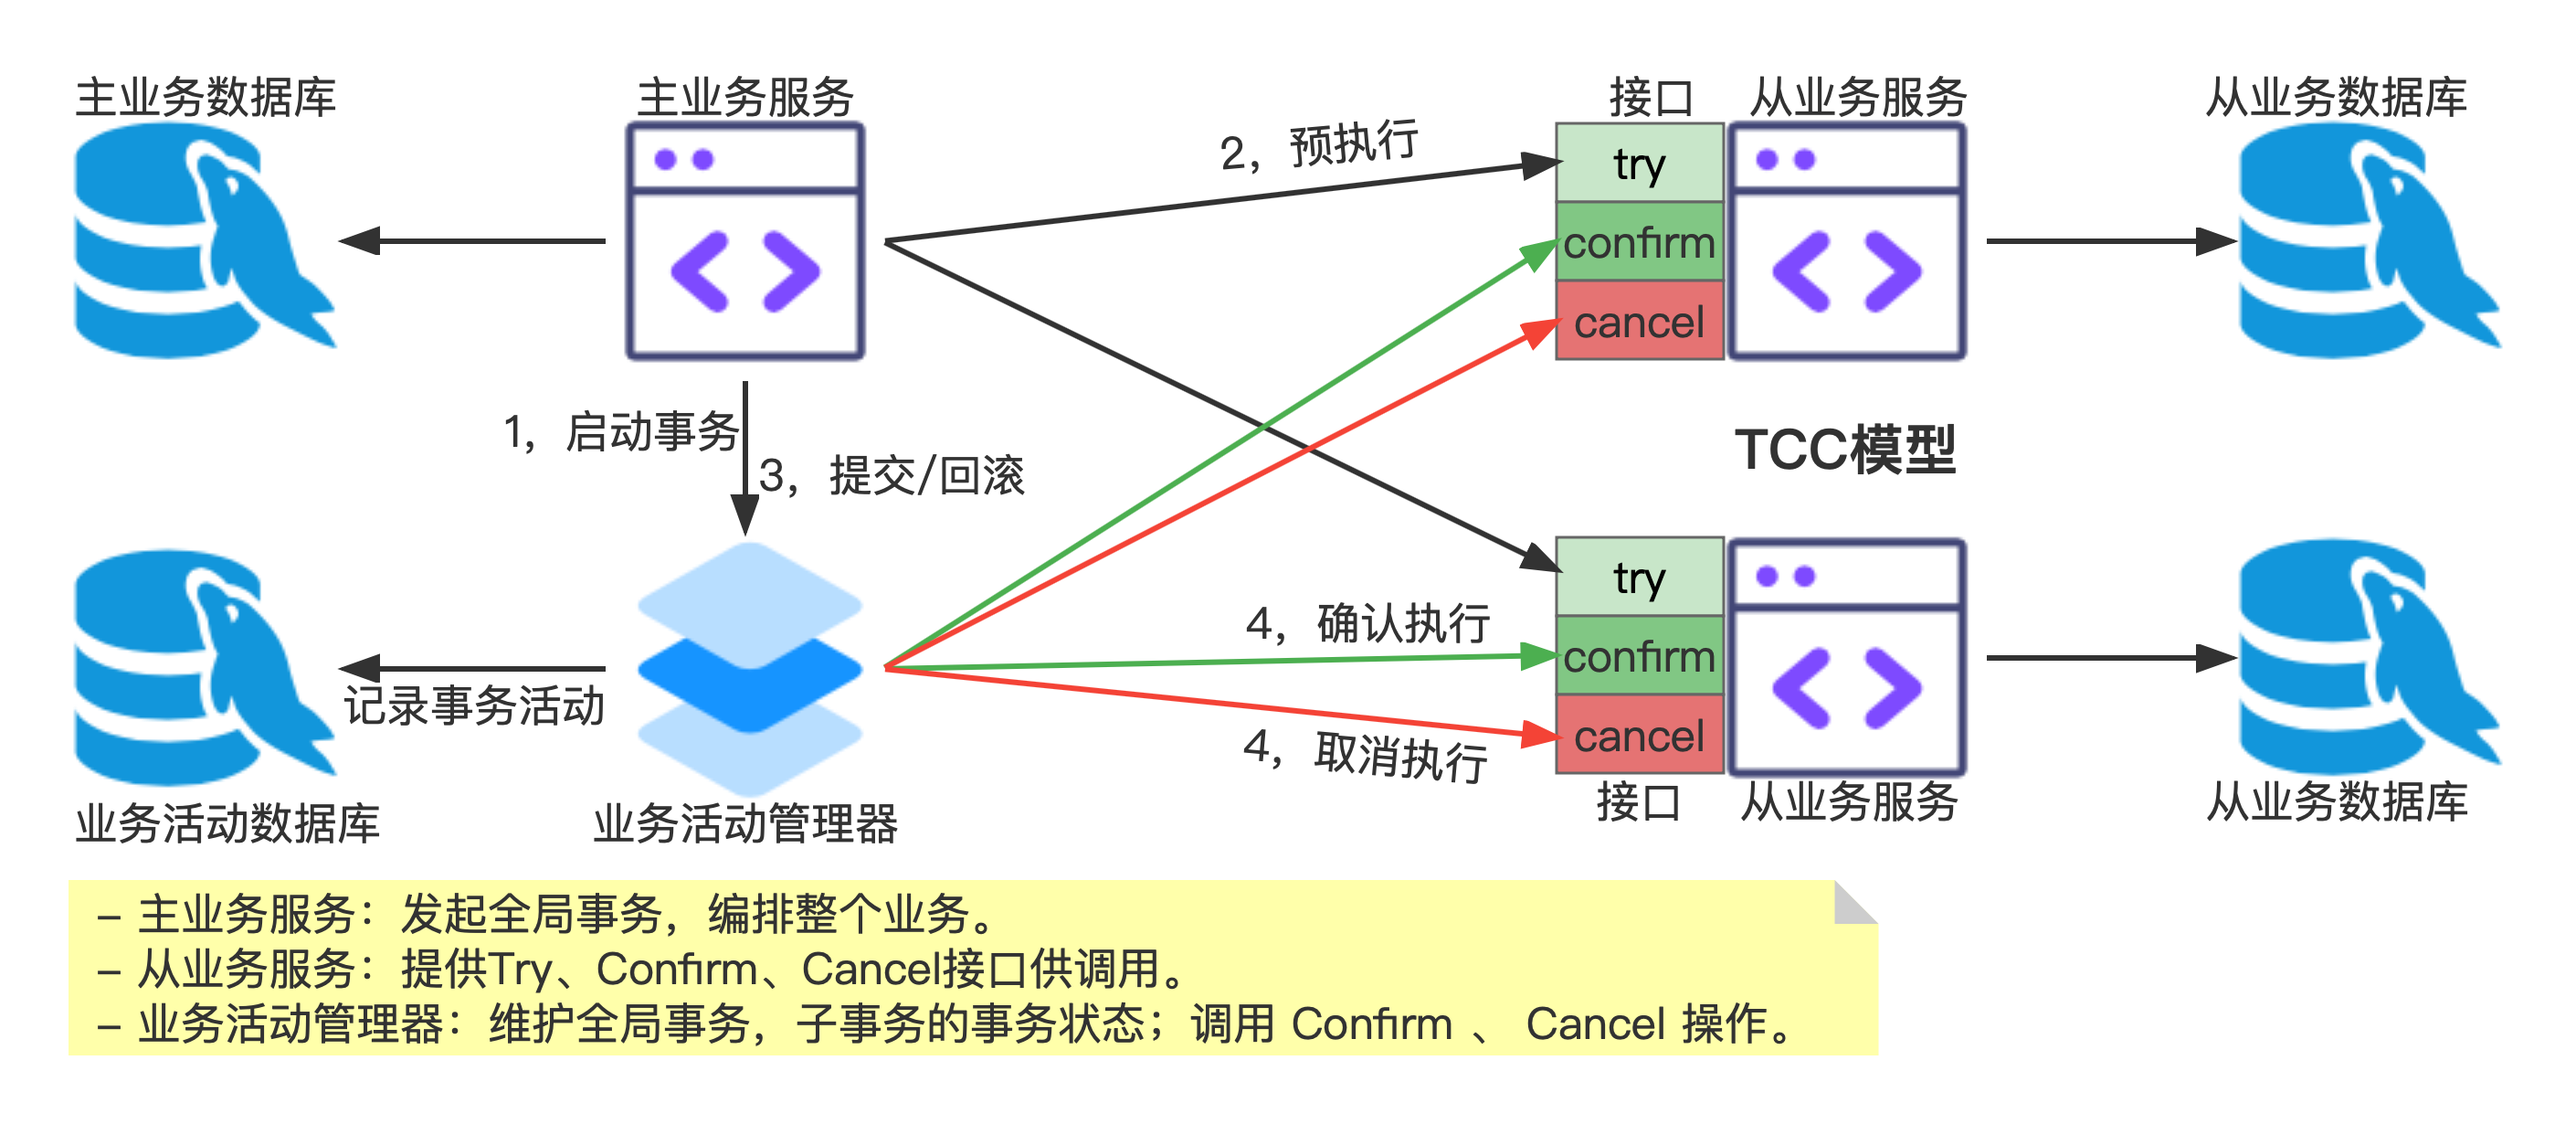 主业务数据库
主业务服务
接口
从业务服务
从业务数据库
2，预执行
try
confirm
cancel
1，启动事务
3，提交/回滚
TCC模型
try
4，确认执行
confirm
记录事务活动
4，取消执行
cancel
业务活动数据库
业务活动管理器
接口
从业务服务
从业务数据库
– 主业务服务：发起全局事务，编排整个业务。
– 从业务服务：提供Try、Confirm、Cancel接口供调用。
– 业务活动管理器：维护全局事务，子事务的事务状态；调用 Confirm 、 Cancel 操作。